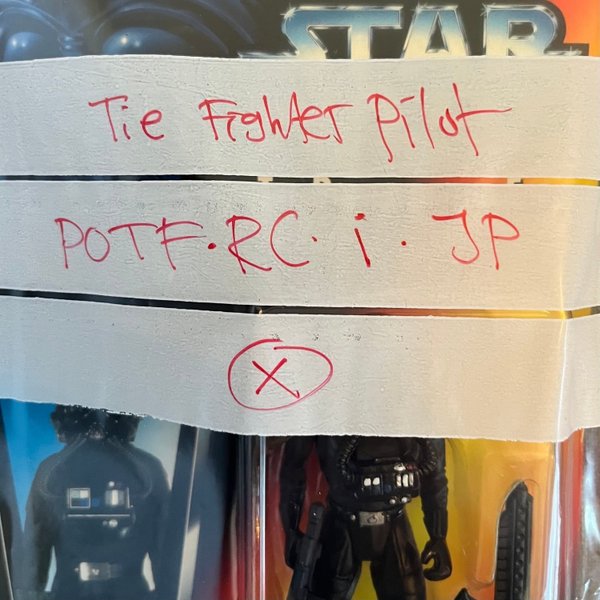 STAR
Tie Fighter Pilot
POTF·RC·i·JP
X